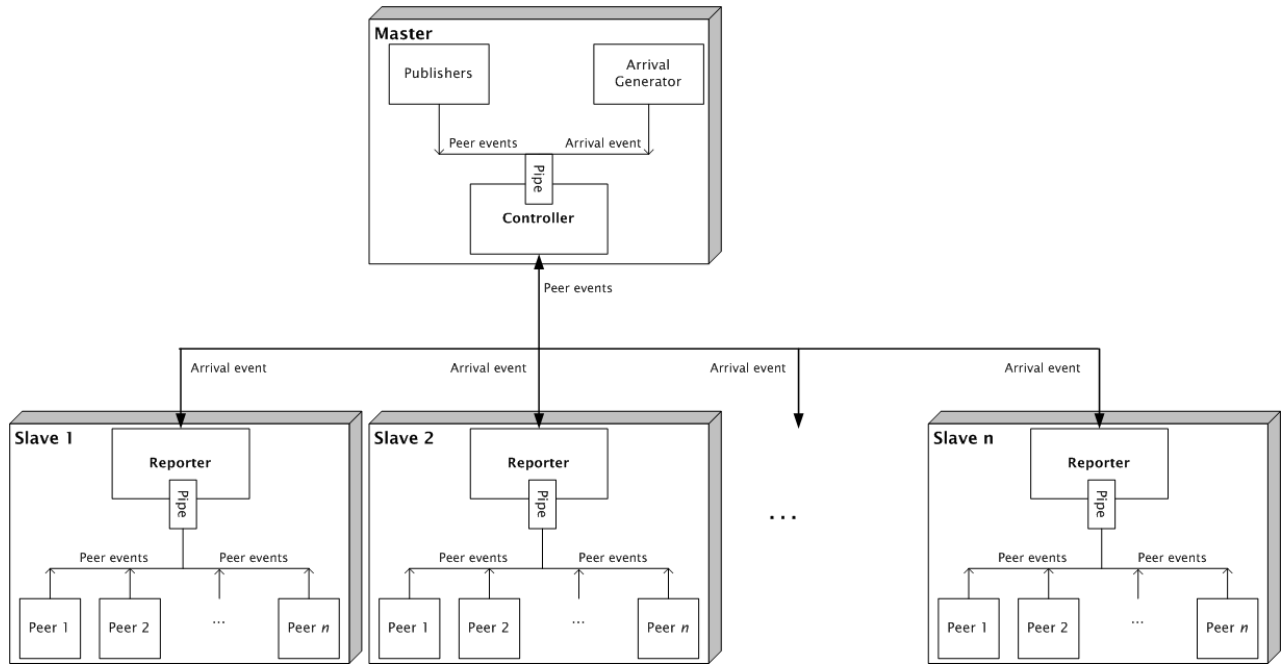 Master
Publishers
Arrival
Generator
Peer events
Arrival event
Pipe
Controller
Peer events
Arrival event
Arrival event
Arrival event
Arrival event
Slave 1
Reporter
Pipe
Peer events
Peer events
Peer 1
Peer 2
...
Peer n
Slave 2
Reporter
Pipe
Peer events
Peer events
Peer 1
Peer 2
...
Peer n
...
Slave n
Reporter
Pipe
Peer events
Peer events
Peer 1
Peer 2
...
Peer n